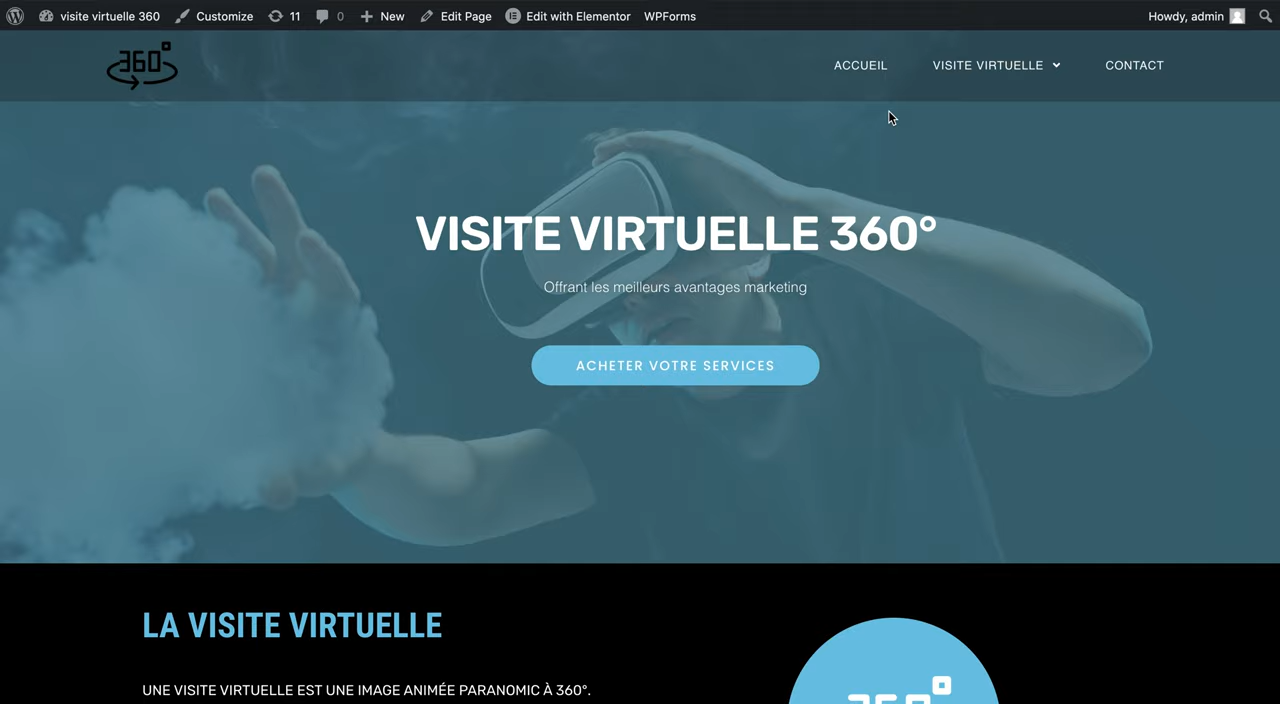 visite virtuelle 360 Customize 11 0 New Edit Page Edit with Elementor WPForms Howdy, admin
360° ACCUEIL VISITE VIRTUELLE CONTACT
VISITE VIRTUELLE 360°
Offrant les meilleurs avantages marketing
ACHETER VOTRE SERVICES
LA VISITE VIRTUELLE
UNE VISITE VIRTUELLE EST UNE IMAGE ANIMÉE PARANOMIC À 360°.
360°